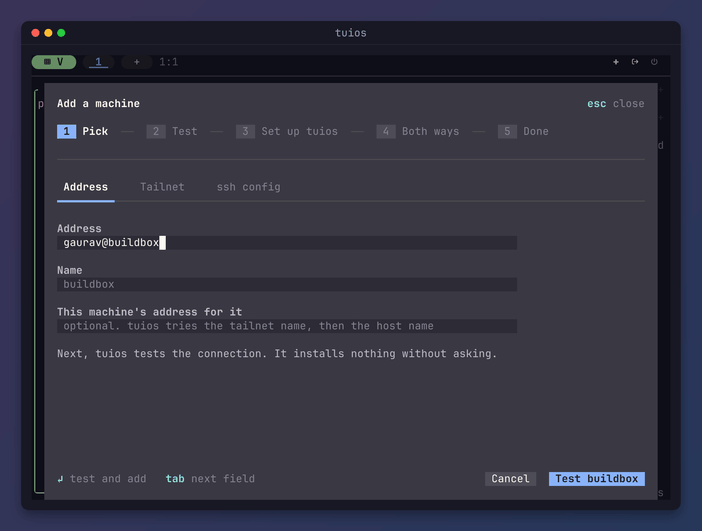 tuios
V 1 + 1:1
Add a machine esc close
1 Pick 2 Test 3 Set up tuios 4 Both ways 5 Done
Address Tailnet ssh config
Address
gaurav@buildbox
Name
buildbox
This machine's address for it
optional. tuios tries the tailnet name, then the host name
Next, tuios tests the connection. It installs nothing without asking.
↲ test and add tab next field Cancel Test buildbox